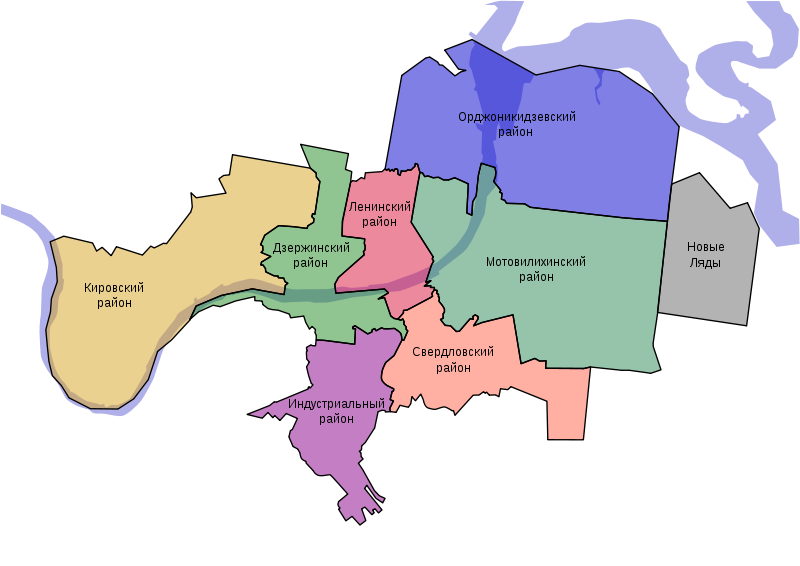 Орджоникидзевский
район
Ленинский
район
Дзержинский
район
Новые
Ляды
Мотовилихинский
район
Кировский
район
Свердловский
район
Индустриальный
район